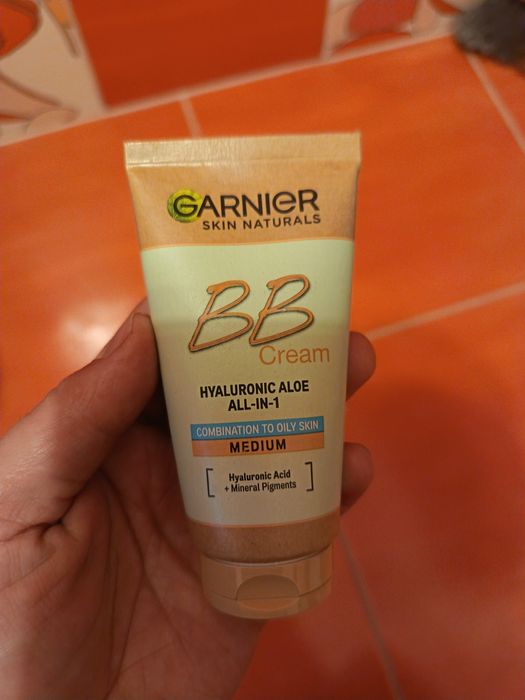 GARNIER
SKIN NATURALS
BB
Cream
HYALURONIC ALOE
ALL-IN-1
COMBINATION TO OILY SKIN
MEDIUM
Hyaluronic Acid
+ Mineral Pigments